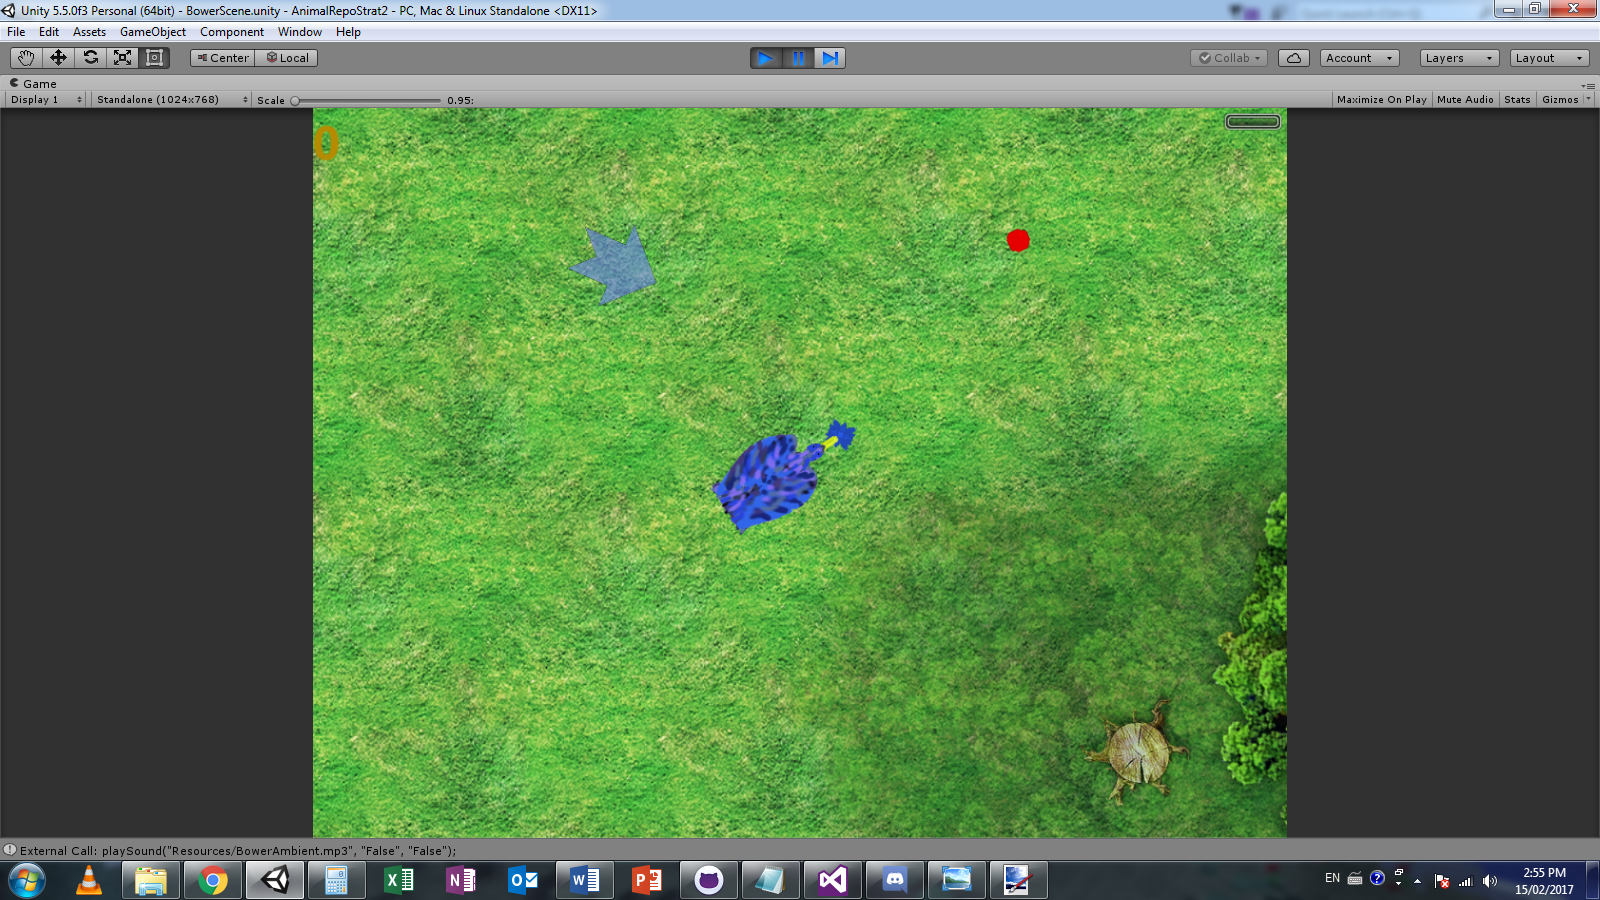 Unity 5.5.0f3 Personal (64bit) - BowerScene.unity - AnimalRepoStrat2 - PC, Mac & Linux Standalone <DX11>
File Edit Assets GameObject Component Window Help
Center Local Collab Account Layers Layout
Game
Display 1 Standalone (1024x768) Scale 0.95: Maximize On Play Mute Audio Stats Gizmos
0
External Call: playSound("Resources/BowerAmbient.mp3", "False", "False");
EN 2:55 PM
15/02/2017